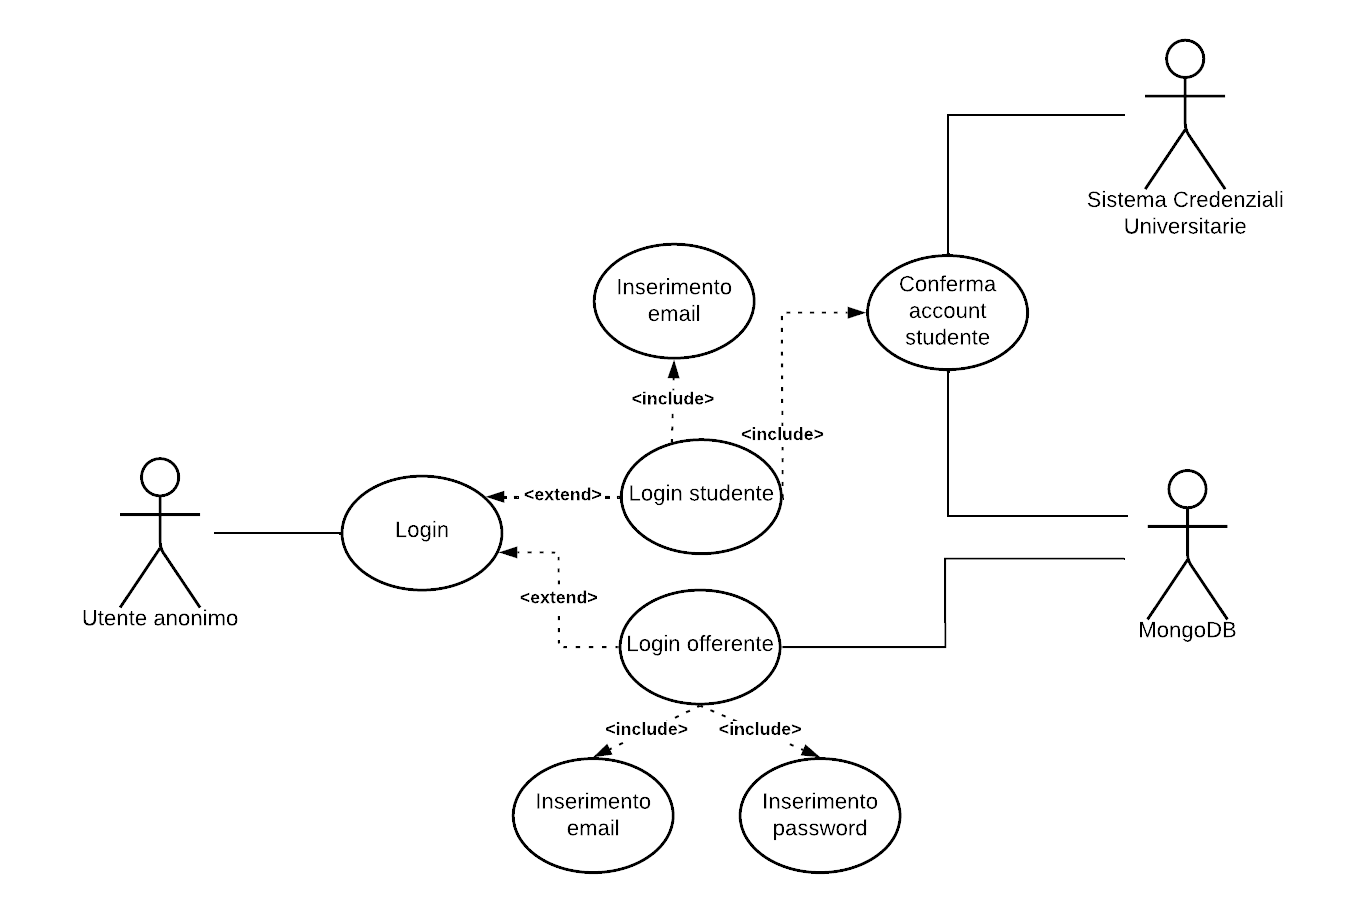 Sistema Credenziali
Universitarie
Inserimento
email
Conferma
account
studente
<include>
<include>
<extend>
Login studente
Login
<extend>
Utente anonimo
Login offerente
MongoDB
<include>
<include>
Inserimento
email
Inserimento
password